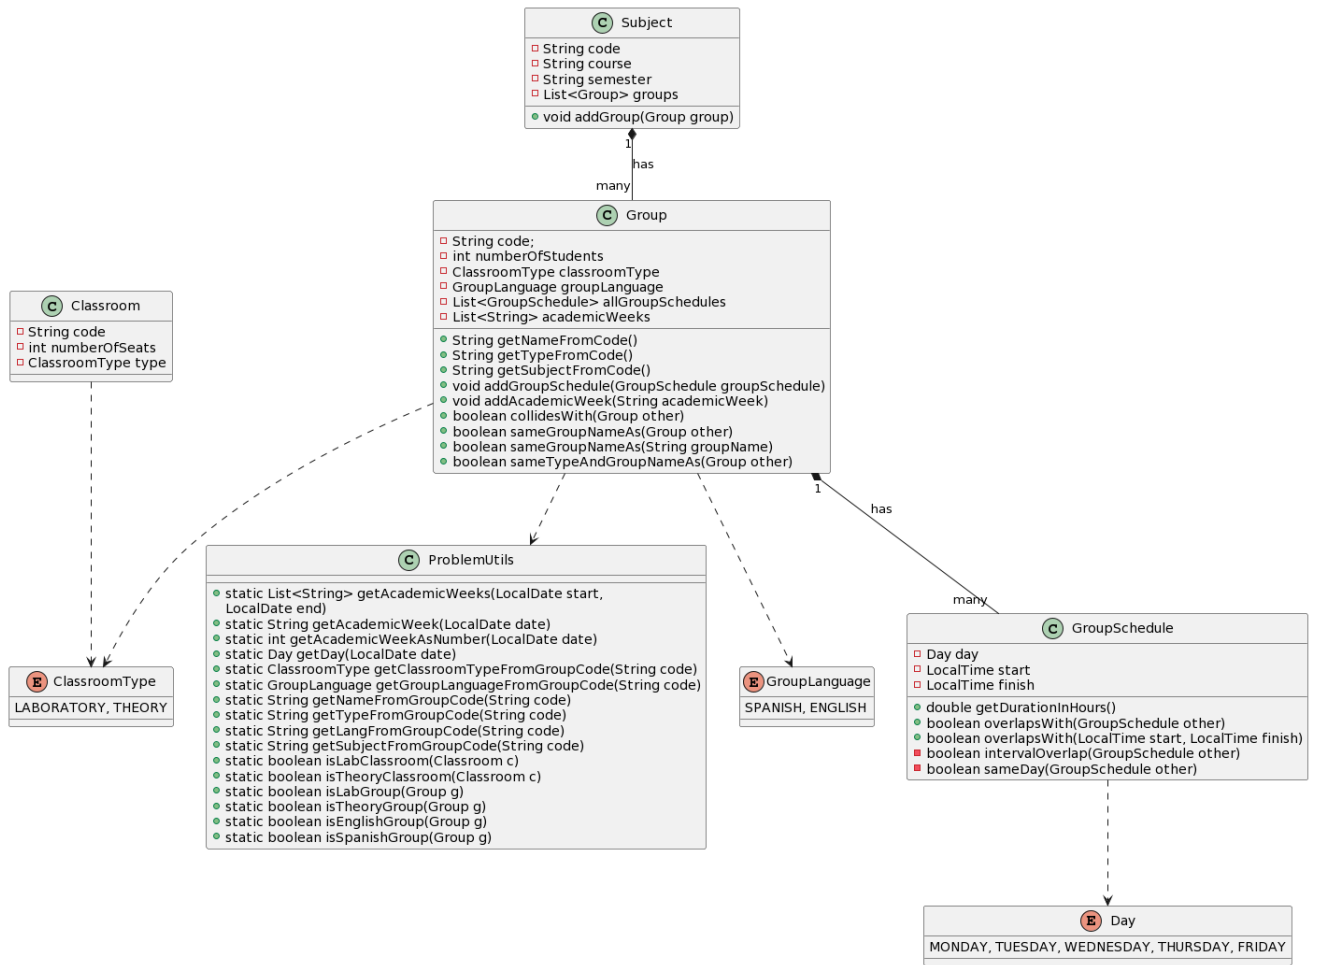 C Subject
String code
String course
String semester
List<Group> groups
void addGroup(Group group)
1
has
many
C Group
String code;
int numberOfStudents
ClassroomType classroomType
GroupLanguage groupLanguage
List<GroupSchedule> allGroupSchedules
List<String> academicWeeks
String getNameFromCode()
String getTypeFromCode()
String getSubjectFromCode()
void addGroupSchedule(GroupSchedule groupSchedule)
void addAcademicWeek(String academicWeek)
boolean collidesWith(Group other)
boolean sameGroupNameAs(Group other)
boolean sameGroupNameAs(String groupName)
boolean sameTypeAndGroupNameAs(Group other)
C Classroom
String code
int numberOfSeats
ClassroomType type
1
has
many
C ProblemUtils
static List<String> getAcademicWeeks(LocalDate start,
LocalDate end)
static String getAcademicWeek(LocalDate date)
static int getAcademicWeekAsNumber(LocalDate date)
static Day getDay(LocalDate date)
static ClassroomType getClassroomTypeFromGroupCode(String code)
static GroupLanguage getGroupLanguageFromGroupCode(String code)
static String getNameFromGroupCode(String code)
static String getTypeFromGroupCode(String code)
static String getLangFromGroupCode(String code)
static String getSubjectFromGroupCode(String code)
static boolean isLabClassroom(Classroom c)
static boolean isTheoryClassroom(Classroom c)
static boolean isLabGroup(Group g)
static boolean isTheoryGroup(Group g)
static boolean isEnglishGroup(Group g)
static boolean isSpanishGroup(Group g)
E ClassroomType
LABORATORY, THEORY
E GroupLanguage
SPANISH, ENGLISH
C GroupSchedule
Day day
LocalTime start
LocalTime finish
double getDurationInHours()
boolean overlapsWith(GroupSchedule other)
boolean overlapsWith(LocalTime start, LocalTime finish)
boolean intervalOverlap(GroupSchedule other)
boolean sameDay(GroupSchedule other)
E Day
MONDAY, TUESDAY, WEDNESDAY, THURSDAY, FRIDAY